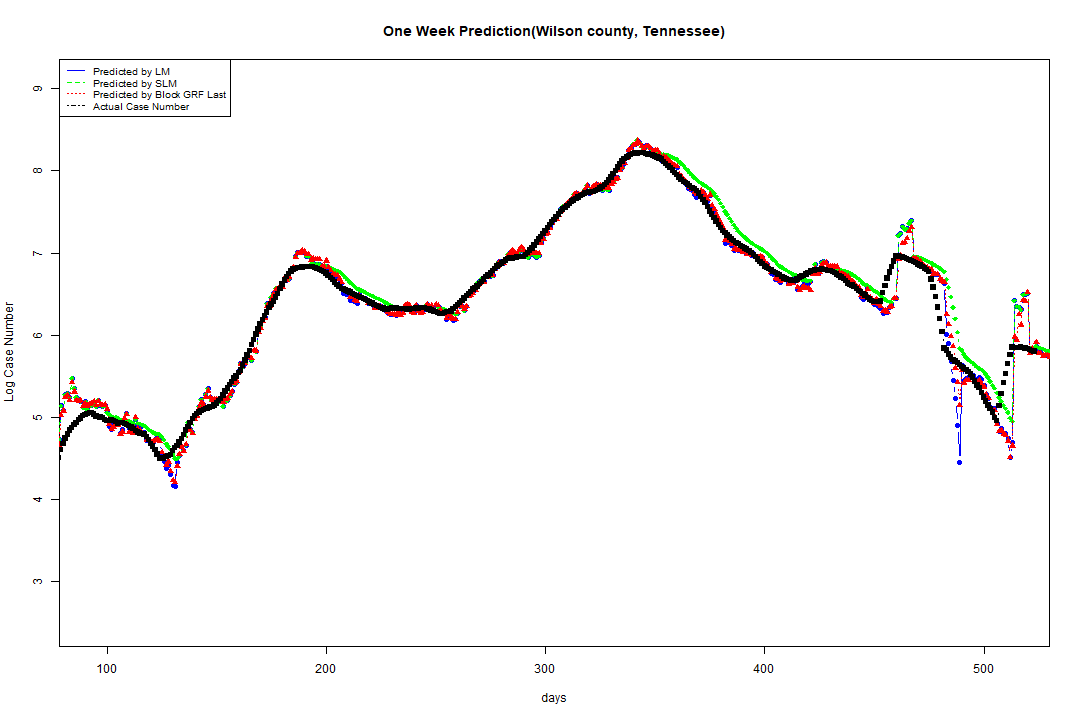 One Week Prediction(Wilson county, Tennessee)
Predicted by LM
Predicted by SLM
Predicted by Block GRF Last
Actual Case Number
Log Case Number
9
8
7
6
5
4
3
100 200 300 400 500
days